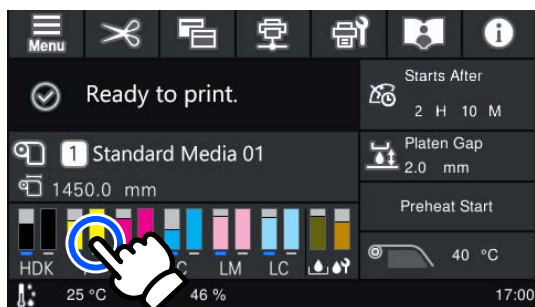 Menu
Ready to print.
Starts After
2 H 10 M
1 Standard Media 01
1450.0 mm
Platen Gap
2.0 mm
Preheat Start
HDK LM LC
40 °C
25 °C 46 % 17:00